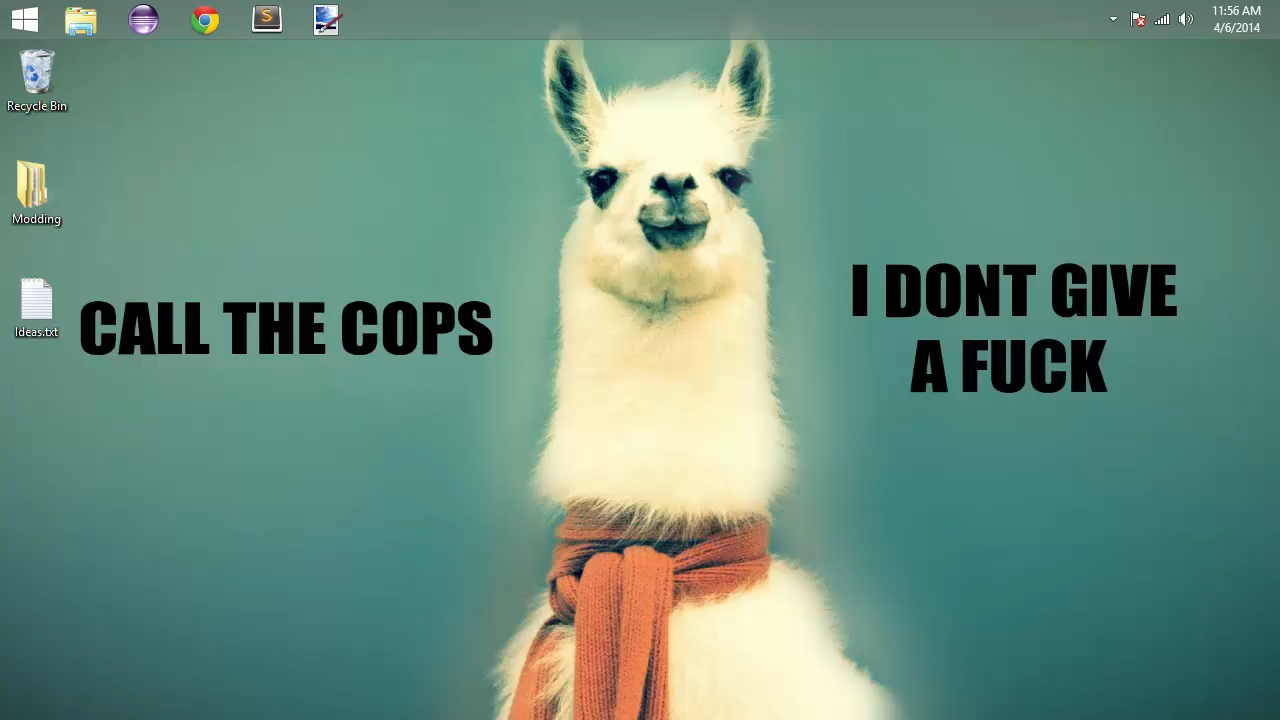 11:56 AM
4/6/2014
Recycle Bin
Modding
Ideas.txt
CALL THE COPS
I DONT GIVE
A FUCK